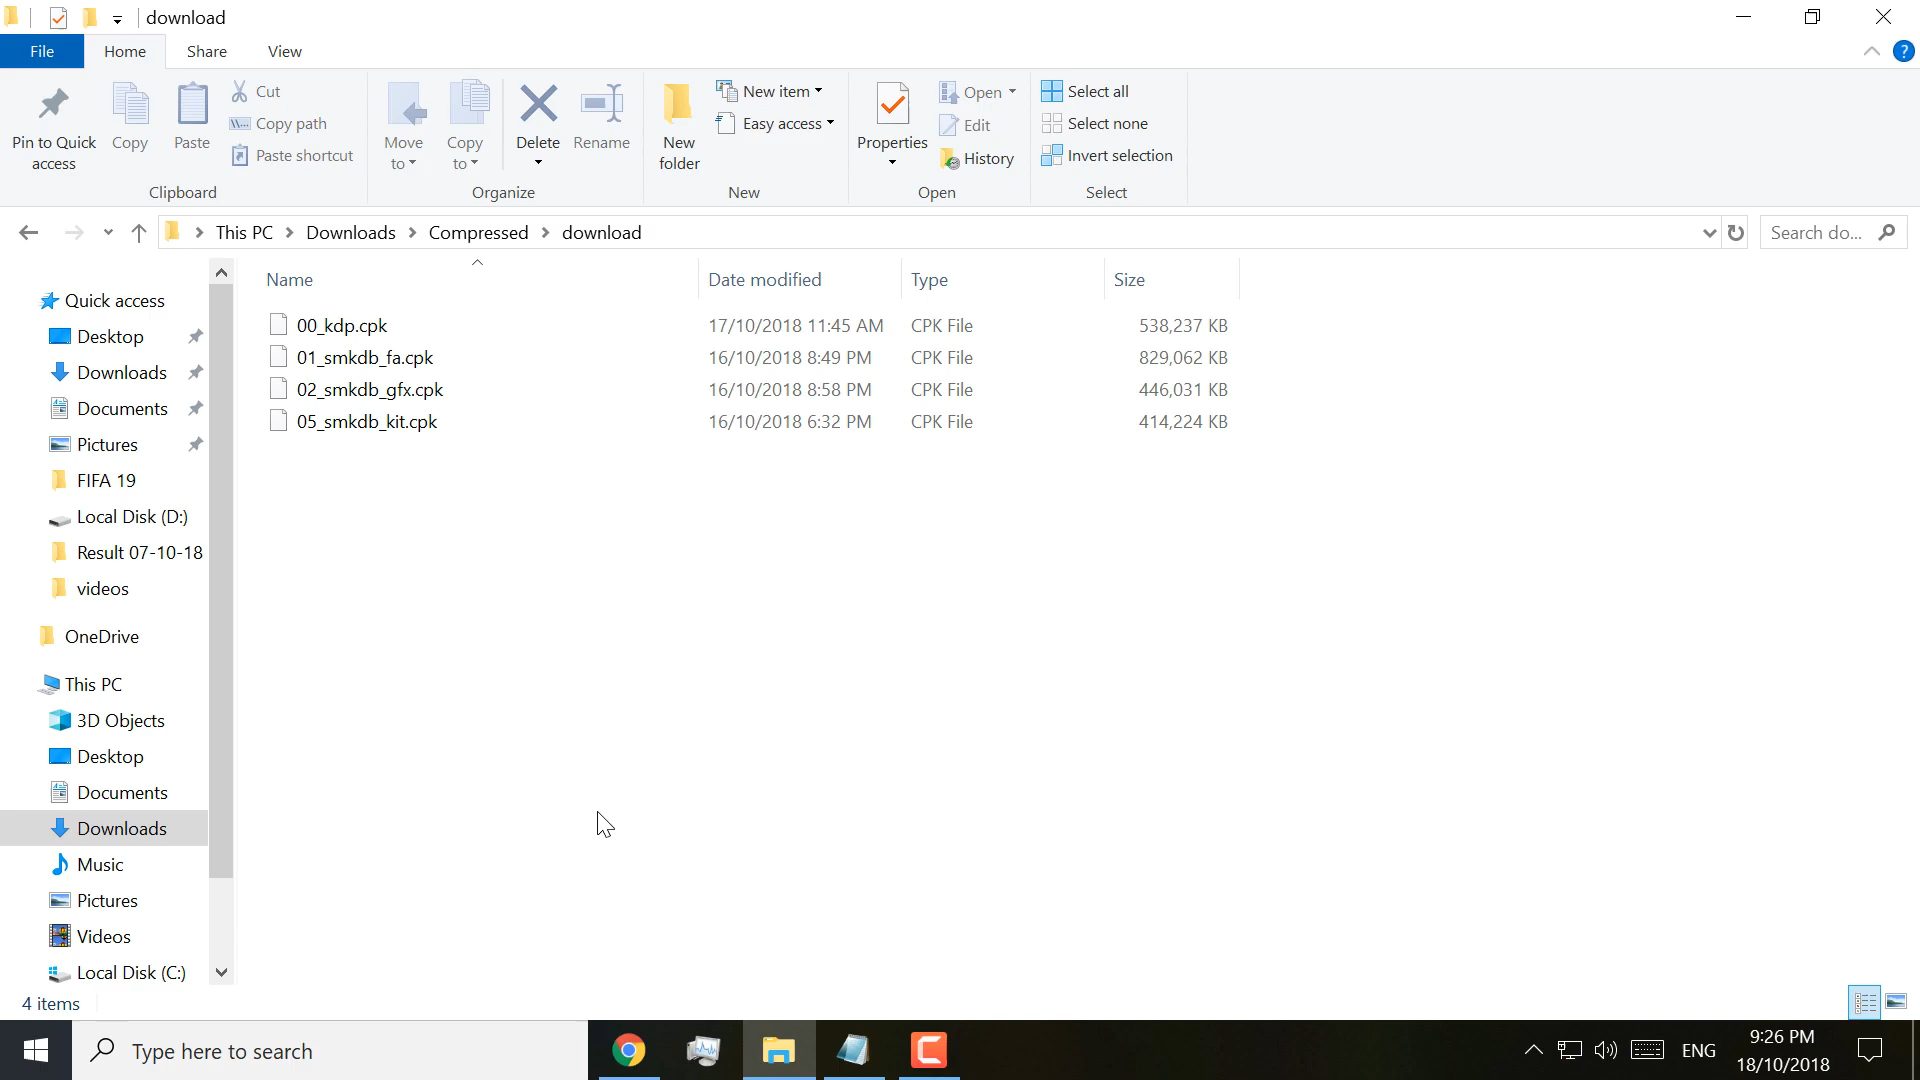 download
File
Home
Share
View
?
Pin to Quick access
Copy
Paste
Cut
Copy path
Paste shortcut
Clipboard
Move to
Copy to
Delete
Rename
Organize
New folder
New item
Easy access
New
Properties
Open
Edit
History
Open
Select all
Select none
Invert selection
Select
This PC > Downloads > Compressed > download
Search do...
Name
Date modified
Type
Size
00_kdp.cpk 17/10/2018 11:45 AM CPK File 538,237 KB
01_smkdb_fa.cpk 16/10/2018 8:49 PM CPK File 829,062 KB
02_smkdb_gfx.cpk 16/10/2018 8:58 PM CPK File 446,031 KB
05_smkdb_kit.cpk 16/10/2018 6:32 PM CPK File 414,224 KB
Quick access
Desktop
Downloads
Documents
Pictures
FIFA 19
Local Disk (D:)
Result 07-10-18
videos
OneDrive
This PC
3D Objects
Desktop
Documents
Downloads
Music
Pictures
Videos
Local Disk (C:)
4 items
Type here to search
ENG
9:26 PM
18/10/2018